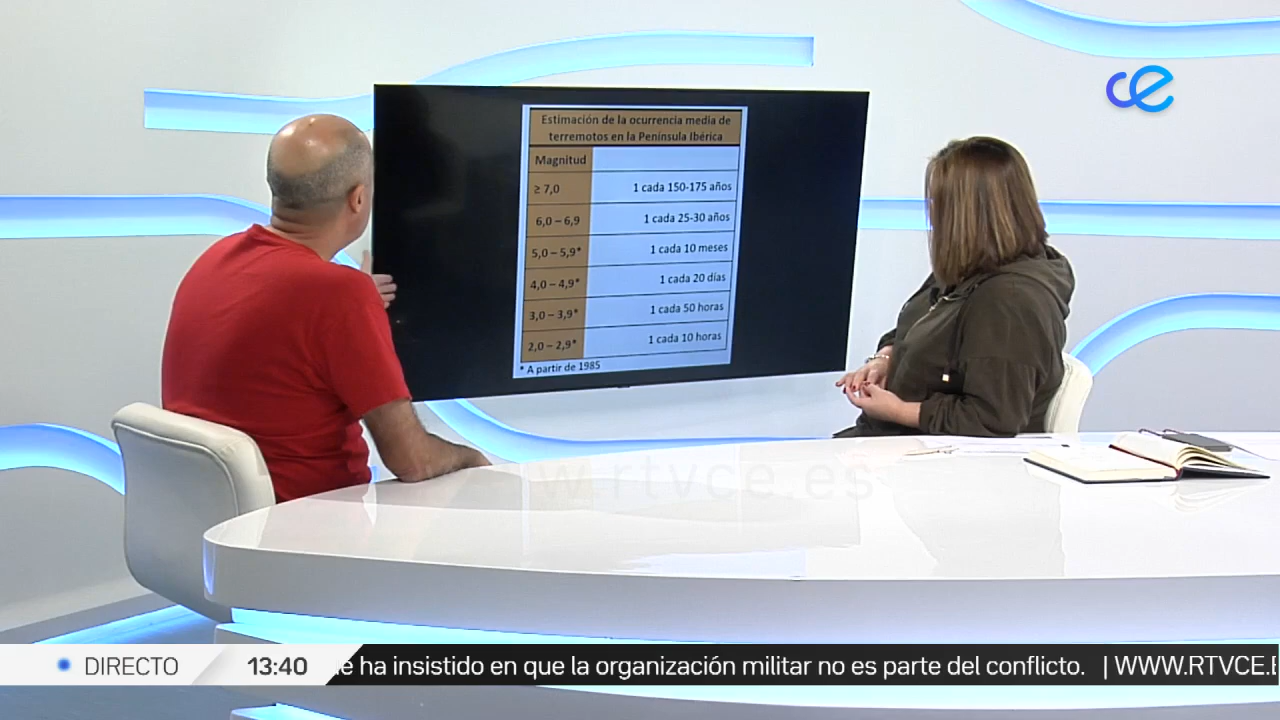 ce
Estimación de la ocurrencia media de
terremotos en la Península Ibérica
Magnitud
≥ 7,0 1 cada 150-175 años
6,0 – 6,9 1 cada 25-30 años
5,0 – 5,9* 1 cada 10 meses
4,0 – 4,9* 1 cada 20 días
3,0 – 3,9* 1 cada 50 horas
2,0 – 2,9* 1 cada 10 horas
* A partir de 1985
www.rtvce.es
DIRECTO 13:40 ha insistido en que la organización militar no es parte del conflicto. | WWW.RTVCE.E